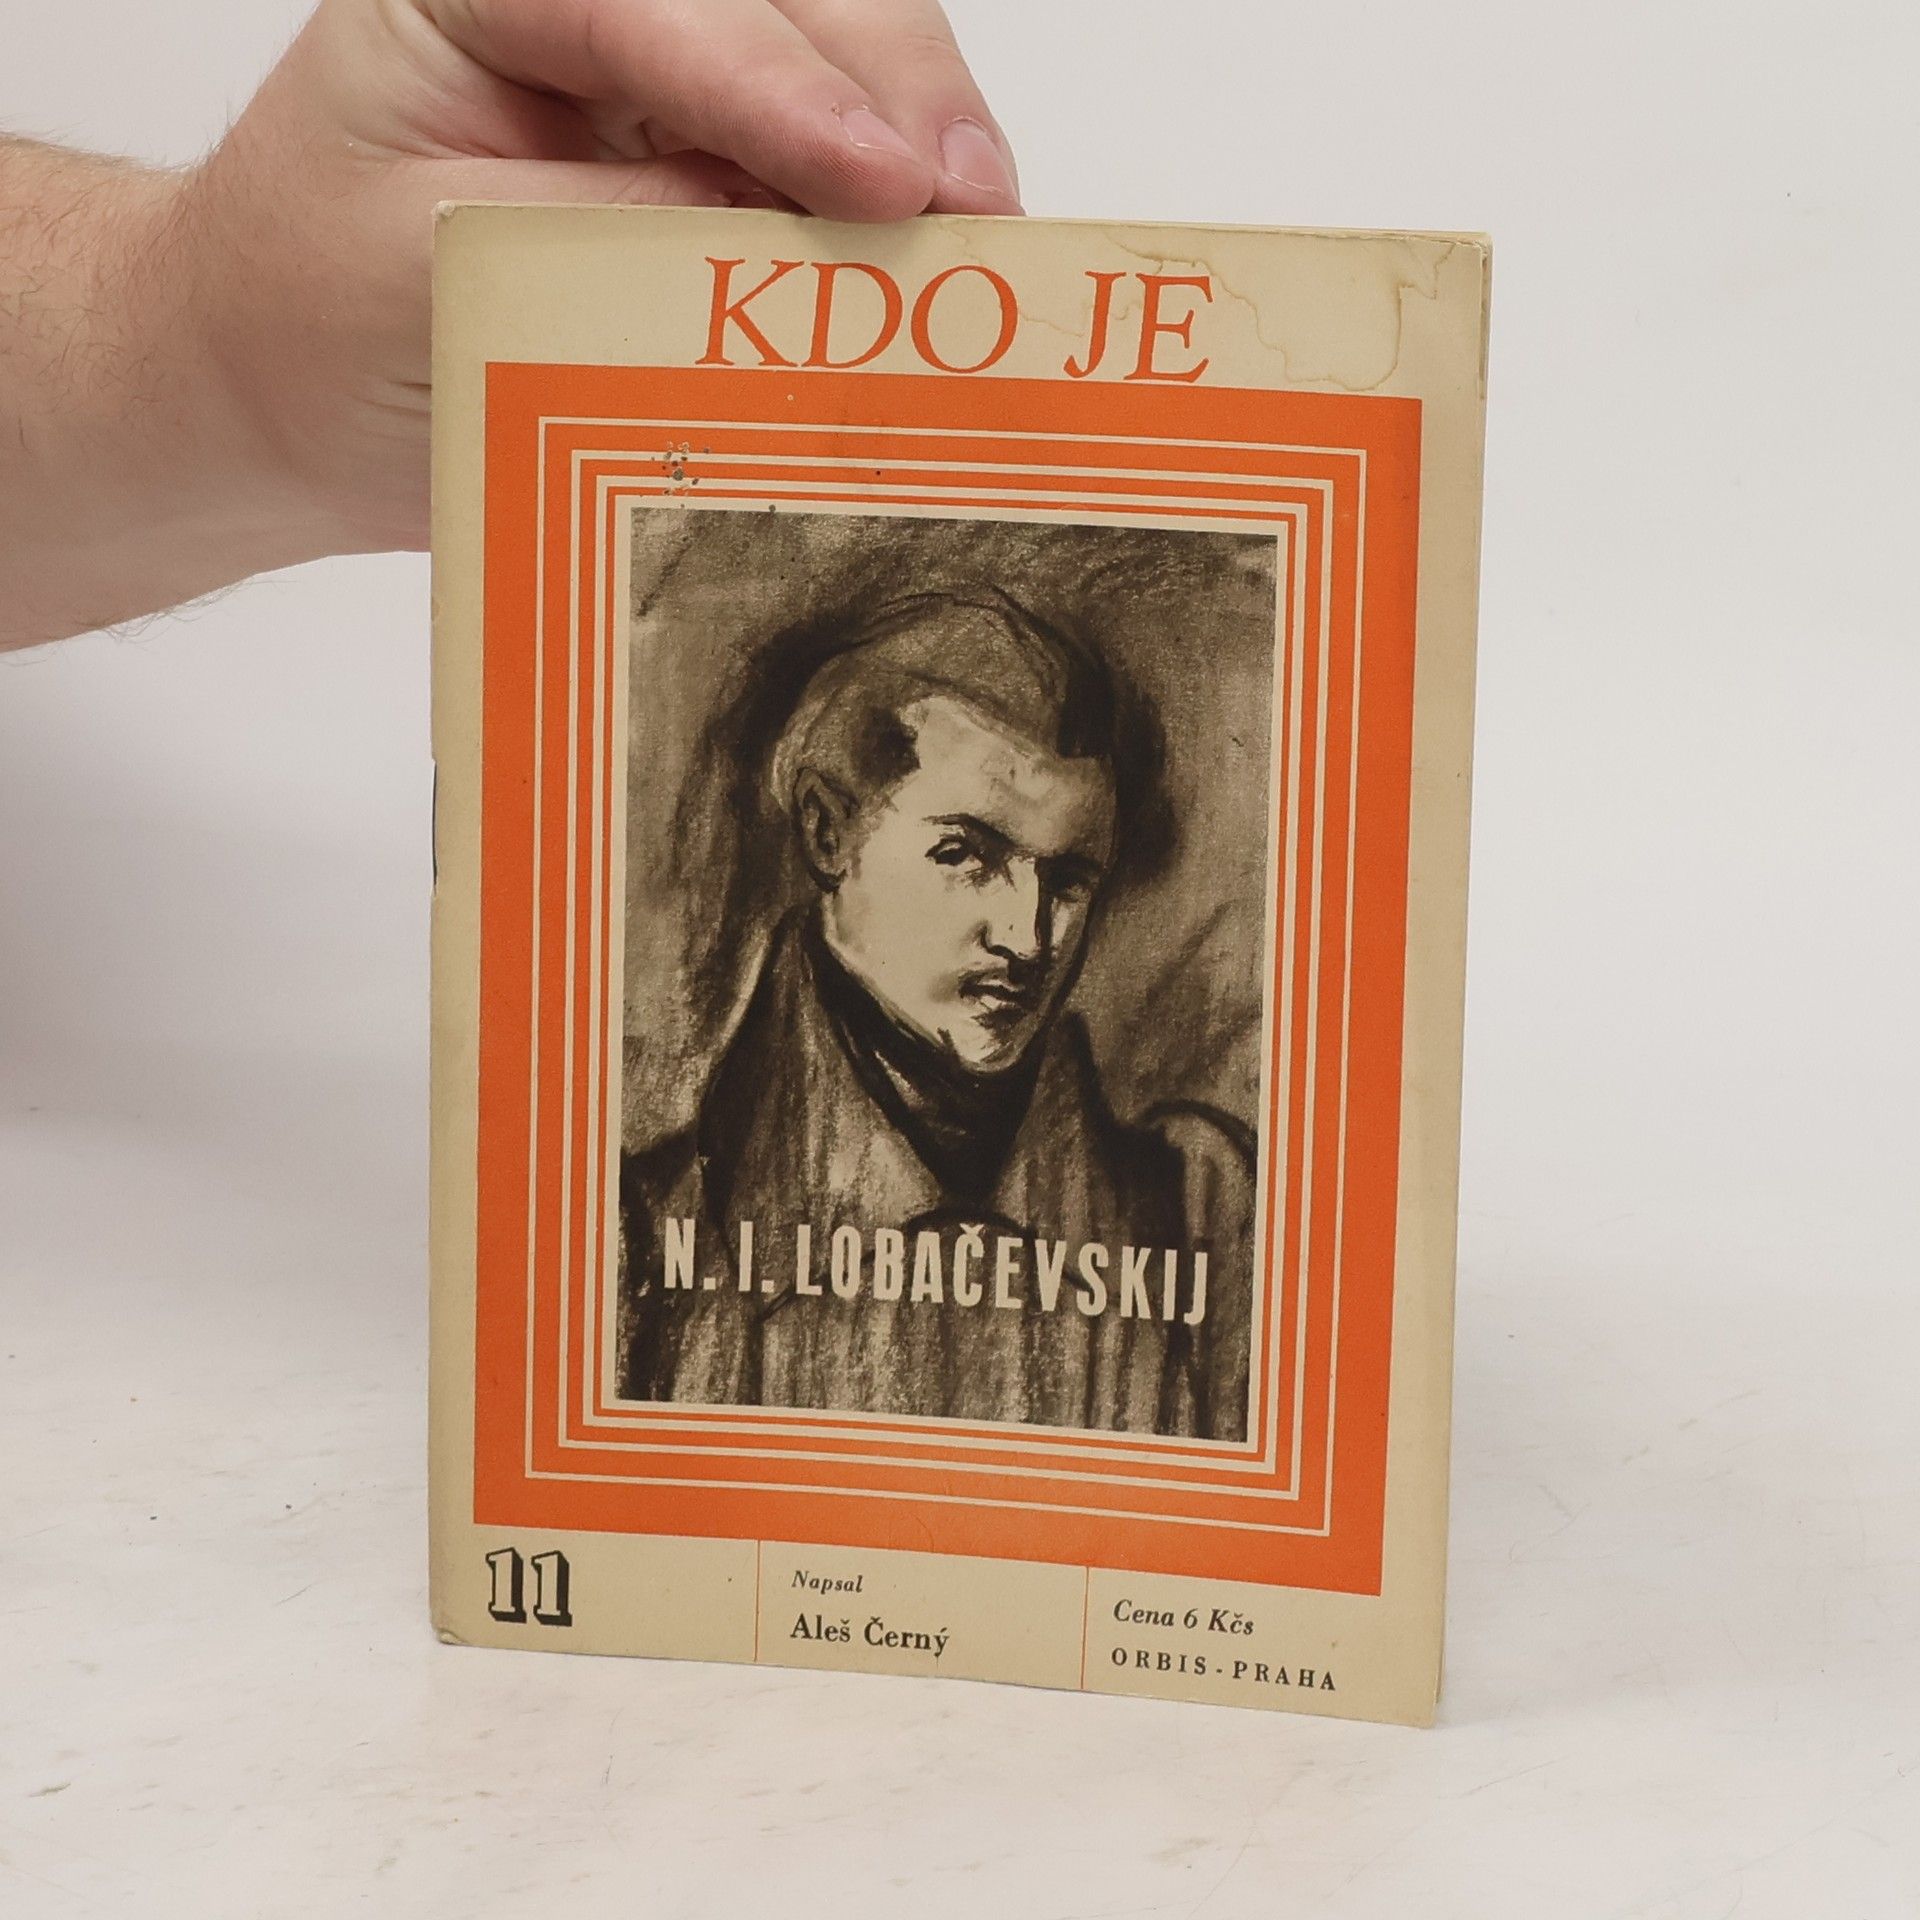 KDO JE
N. I. LOBAČEVSKIJ
11
Napsal
Aleš Černý
Cena 6 Kčs
ORBIS - PRAHA